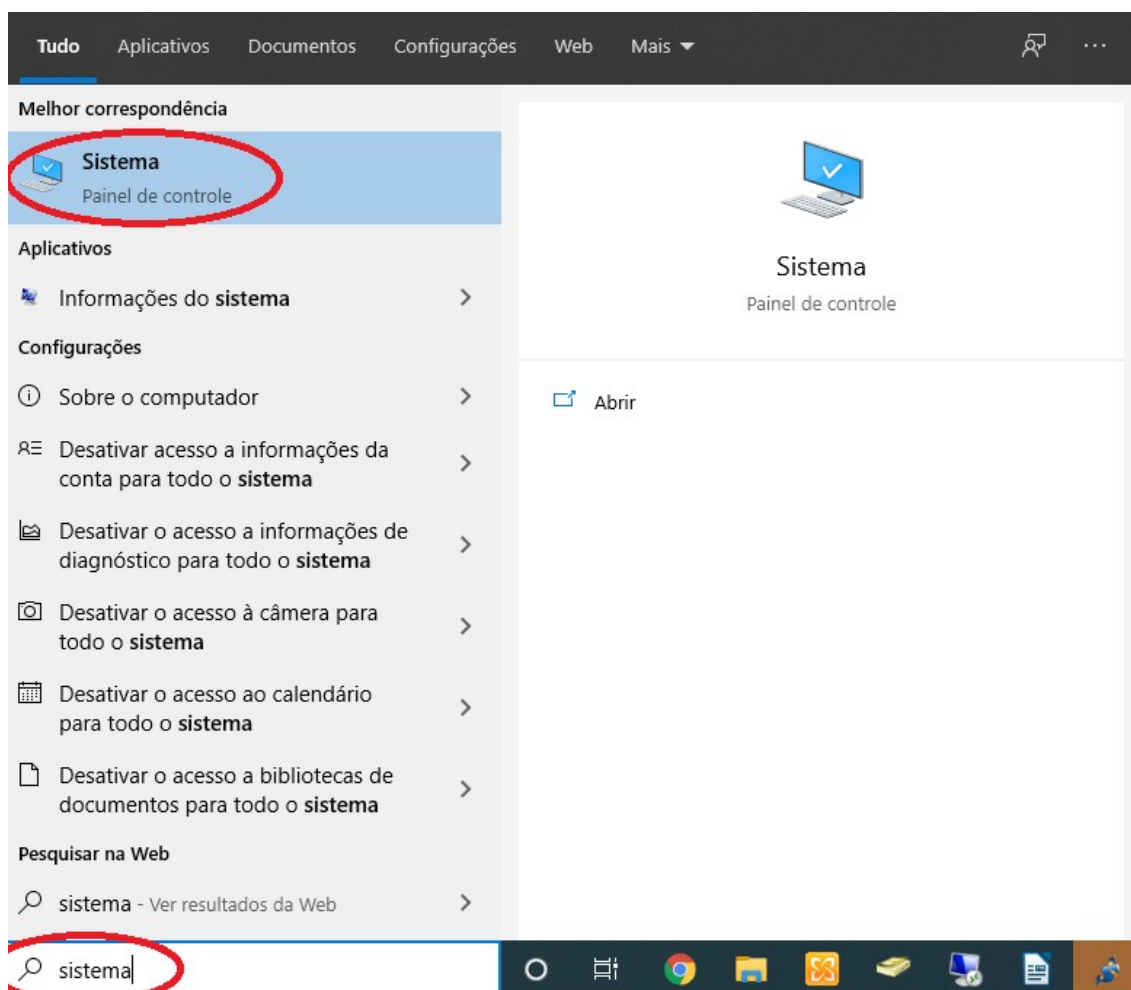 Tudo Aplicativos Documentos Configurações Web Mais
Melhor correspondência
Sistema
Painel de controle
Aplicativos
Informações do sistema
Configurações
Sobre o computador
Desativar acesso a informações da
conta para todo o sistema
Desativar o acesso a informações de
diagnóstico para todo o sistema
Desativar o acesso à câmera para
todo o sistema
Desativar o acesso ao calendário
para todo o sistema
Desativar o acesso a bibliotecas de
documentos para todo o sistema
Pesquisar na Web
sistema - Ver resultados da Web
sistema
Sistema
Painel de controle
Abrir